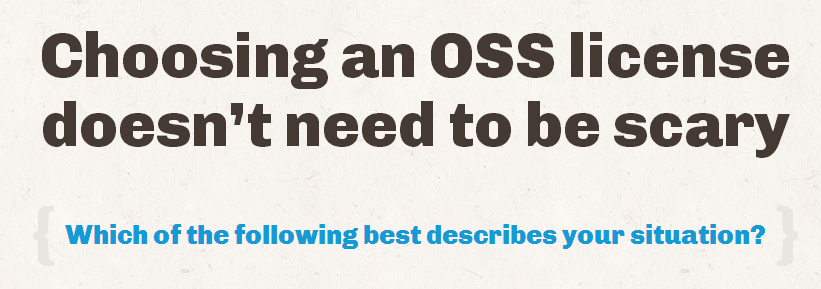 Choosing an OSS license
doesn’t need to be scary
{ Which of the following best describes your situation? }